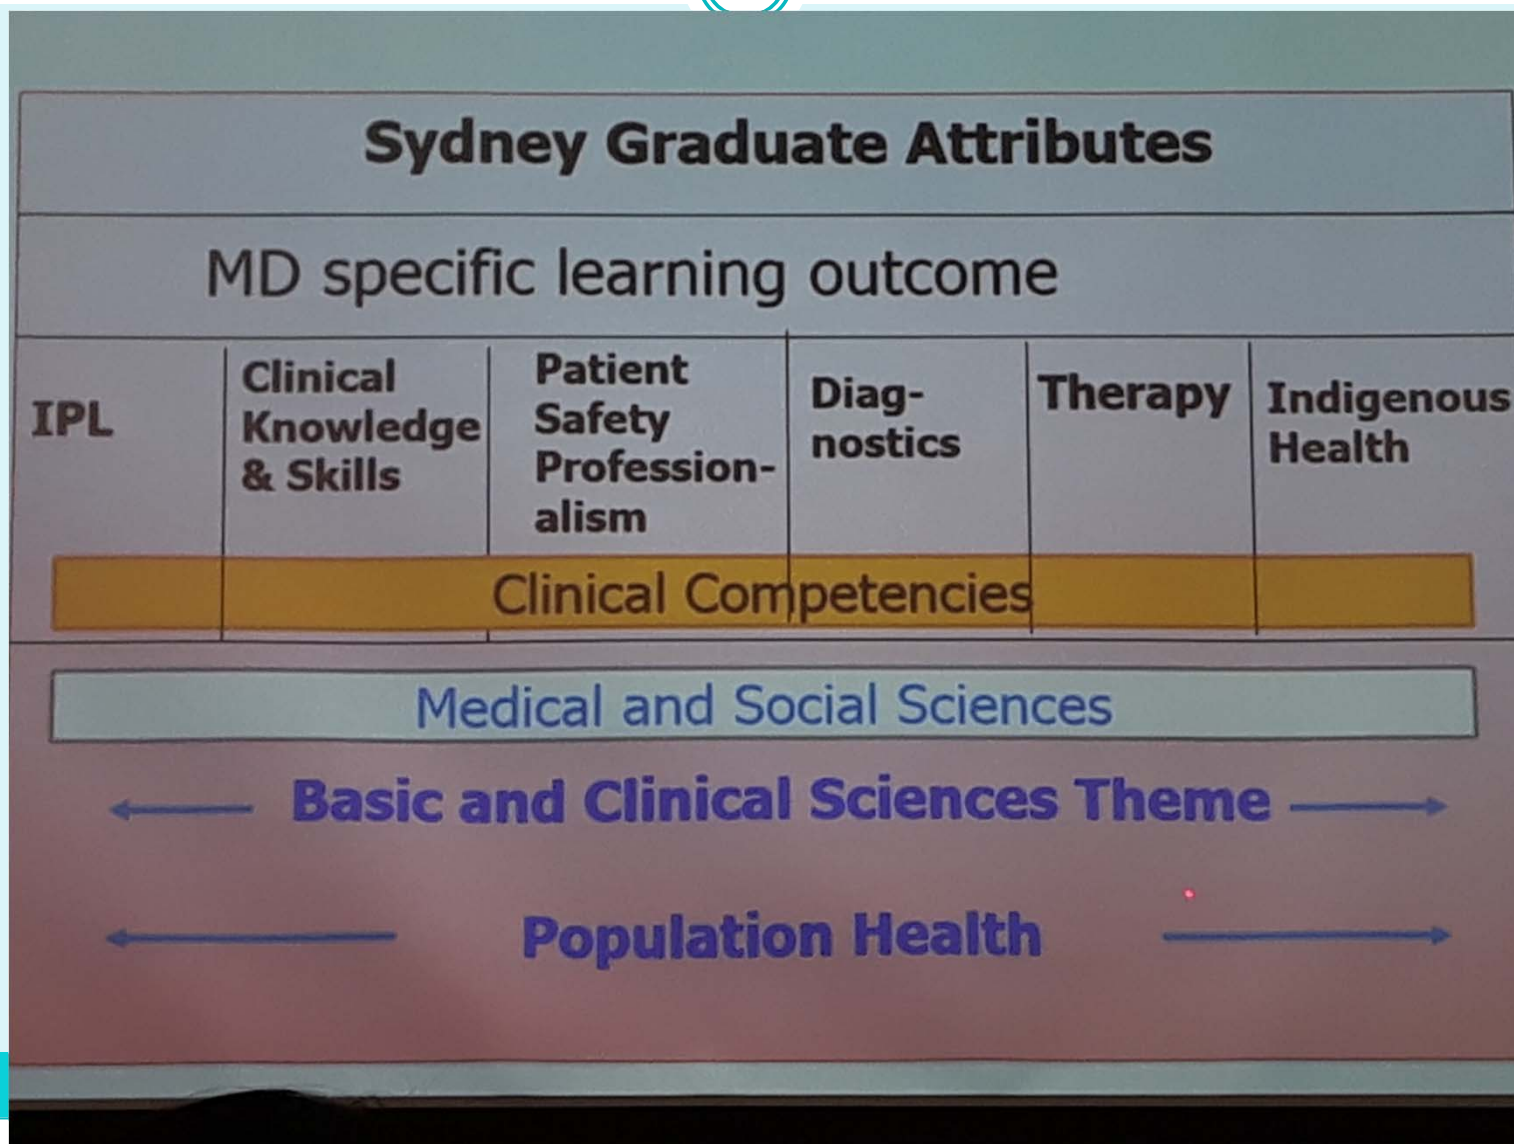 Sydney Graduate Attributes
MD specific learning outcome
IPL
Clinical
Knowledge
& Skills
Patient
Safety
Profession-
alism
Diag-
nostics
Therapy
Indigenous
Health
Clinical Competencies
Medical and Social Sciences
Basic and Clinical Sciences Theme
Population Health